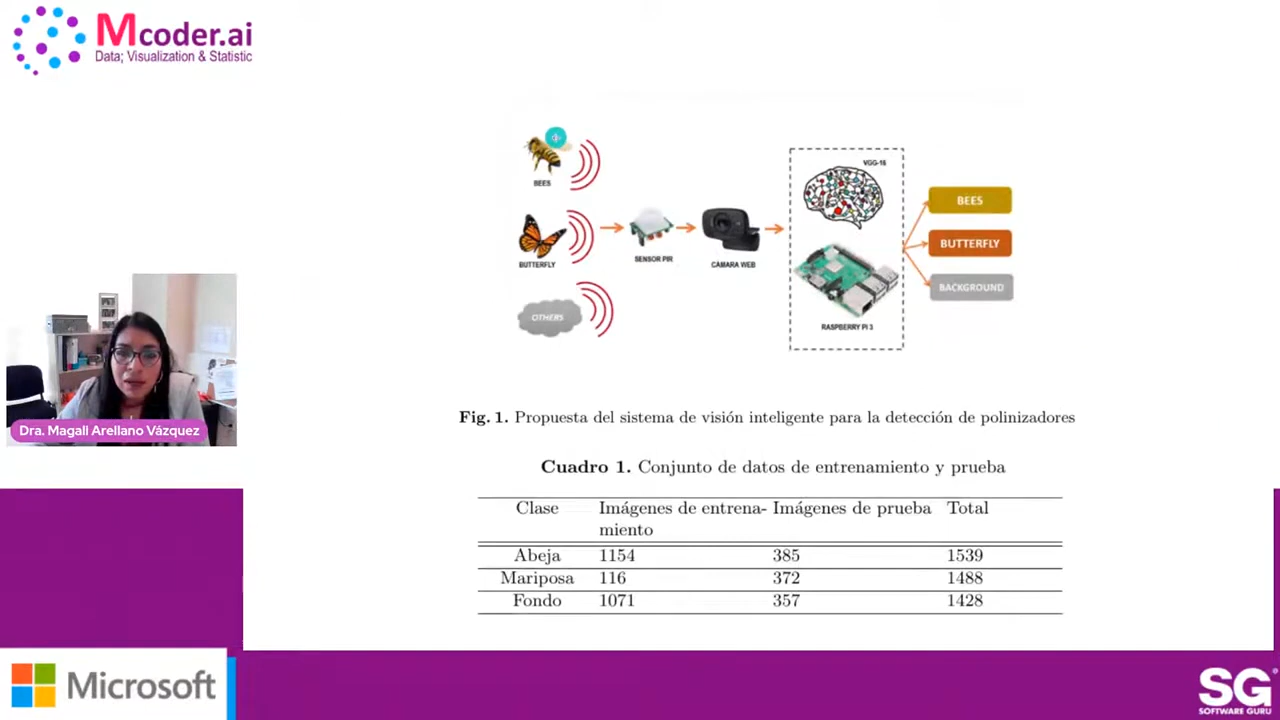 Mcoder.ai
Data; Visualization & Statistic
VGG-16
BEES
BEES
BUTTERFLY
BUTTERFLY
SENSOR PIR
CÁMARA WEB
BACKGROUND
OTHERS
RASPBERRY PI 3
Fig. 1. Propuesta del sistema de visión inteligente para la detección de polinizadores
Dra. Magall Arellano Vázquez
Cuadro 1. Conjunto de datos de entrenamiento y prueba
Clase Imágenes de entrena- Imágenes de prueba Total
miento
Abeja 1154 385 1539
Mariposa 116 372 1488
Fondo 1071 357 1428
Microsoft
SG
SOFTWARE GURU